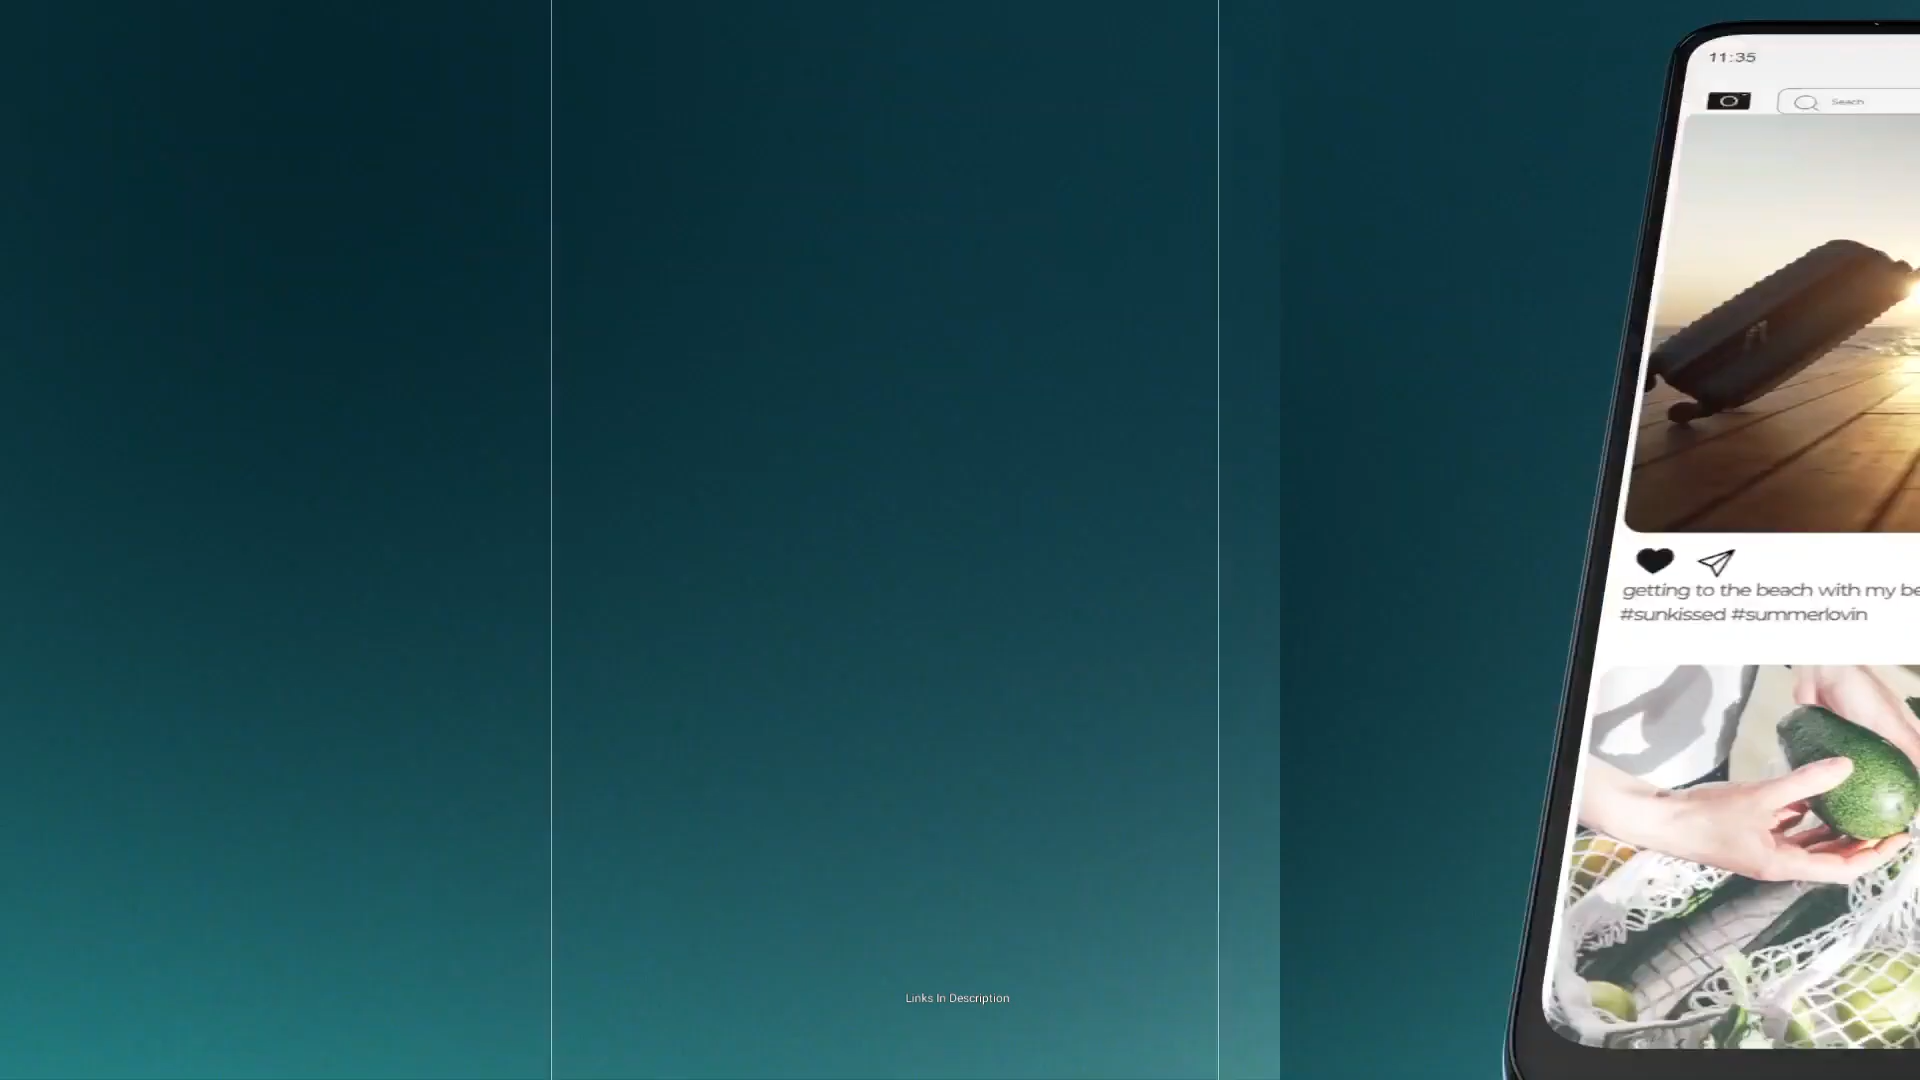 11:35
Seach
getting to the beach with my be
#sunkissed #summerlovin
Links In Description